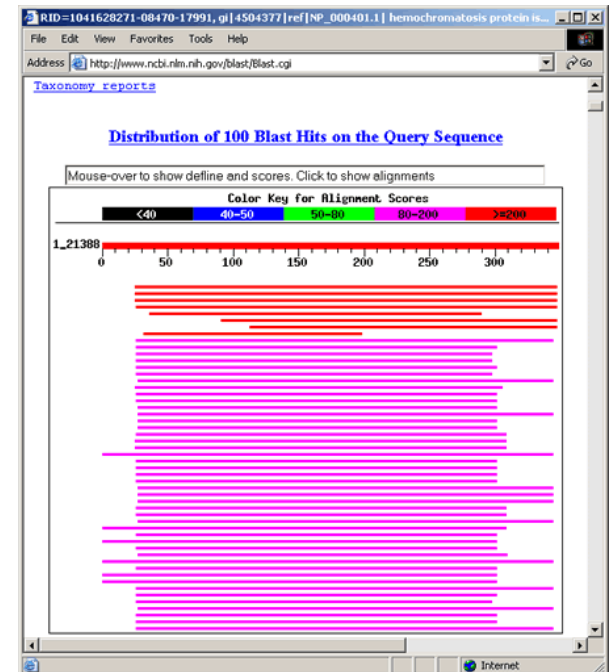 RID=1041628271-08470-17991, gi|4504377|ref|NP_000401.1| hemochromatosis protein is...
File Edit View Favorites Tools Help
Address http://www.ncbi.nlm.nih.gov/blast/Blast.cgi Go
Taxonomy reports
Distribution of 100 Blast Hits on the Query Sequence
Mouse-over to show defline and scores. Click to show alignments
Color Key for Alignment Scores
<40 40-50 50-80 80-200 >=200
1_21388
0 50 100 150 200 250 300
Internet